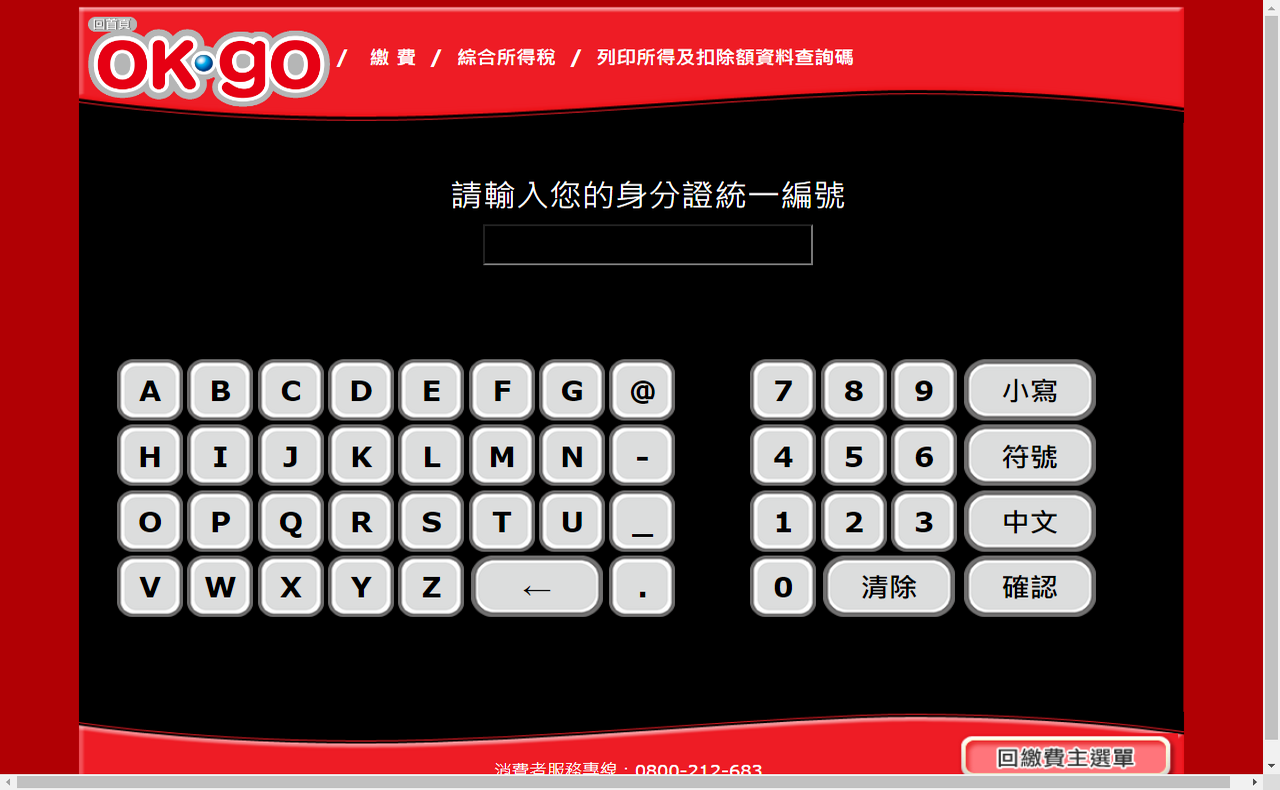 回首頁
OK·go / 繳 費 / 綜合所得稅 / 列印所得及扣除額資料查詢碼
請輸入您的身分證統一編號
A B C D E F G @ 7 8 9 小寫
H I J K L M N - 4 5 6 符號
O P Q R S T U _ 1 2 3 中文
V W X Y Z ← . 0 清除 確認
回繳費主選單
消費者服務專線：0800-212-683